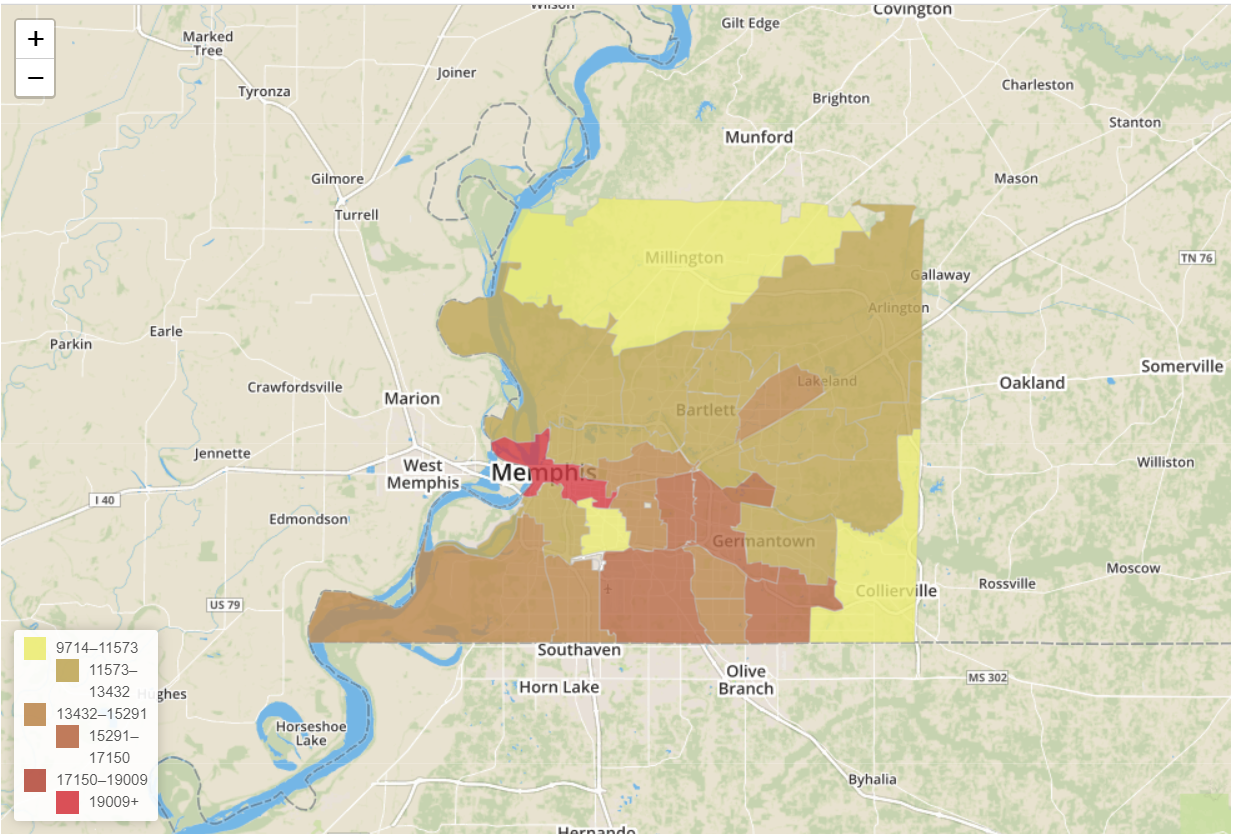 Wilson
Covington
Gilt Edge
Marked
Tree
Joiner
Tyronza
Charleston
Brighton
Stanton
Munford
Gilmore
Mason
Turrell
Millington
TN 76
Gallaway
Arlington
Earle
Parkin
Somerville
Lakeland
Oakland
Crawfordsville
Marion
Bartlett
Jennette
West
Memphis
Memphis
Williston
I 40
Edmondson
Germantown
Moscow
Rossville
Collierville
US 79
Southaven
Olive
Branch
MS 302
Horn Lake
Hughes
Horseshoe
Lake
Byhalia
Hernando
+
−
9714–11573
11573–
13432
13432–15291
15291–
17150
17150–19009
19009+